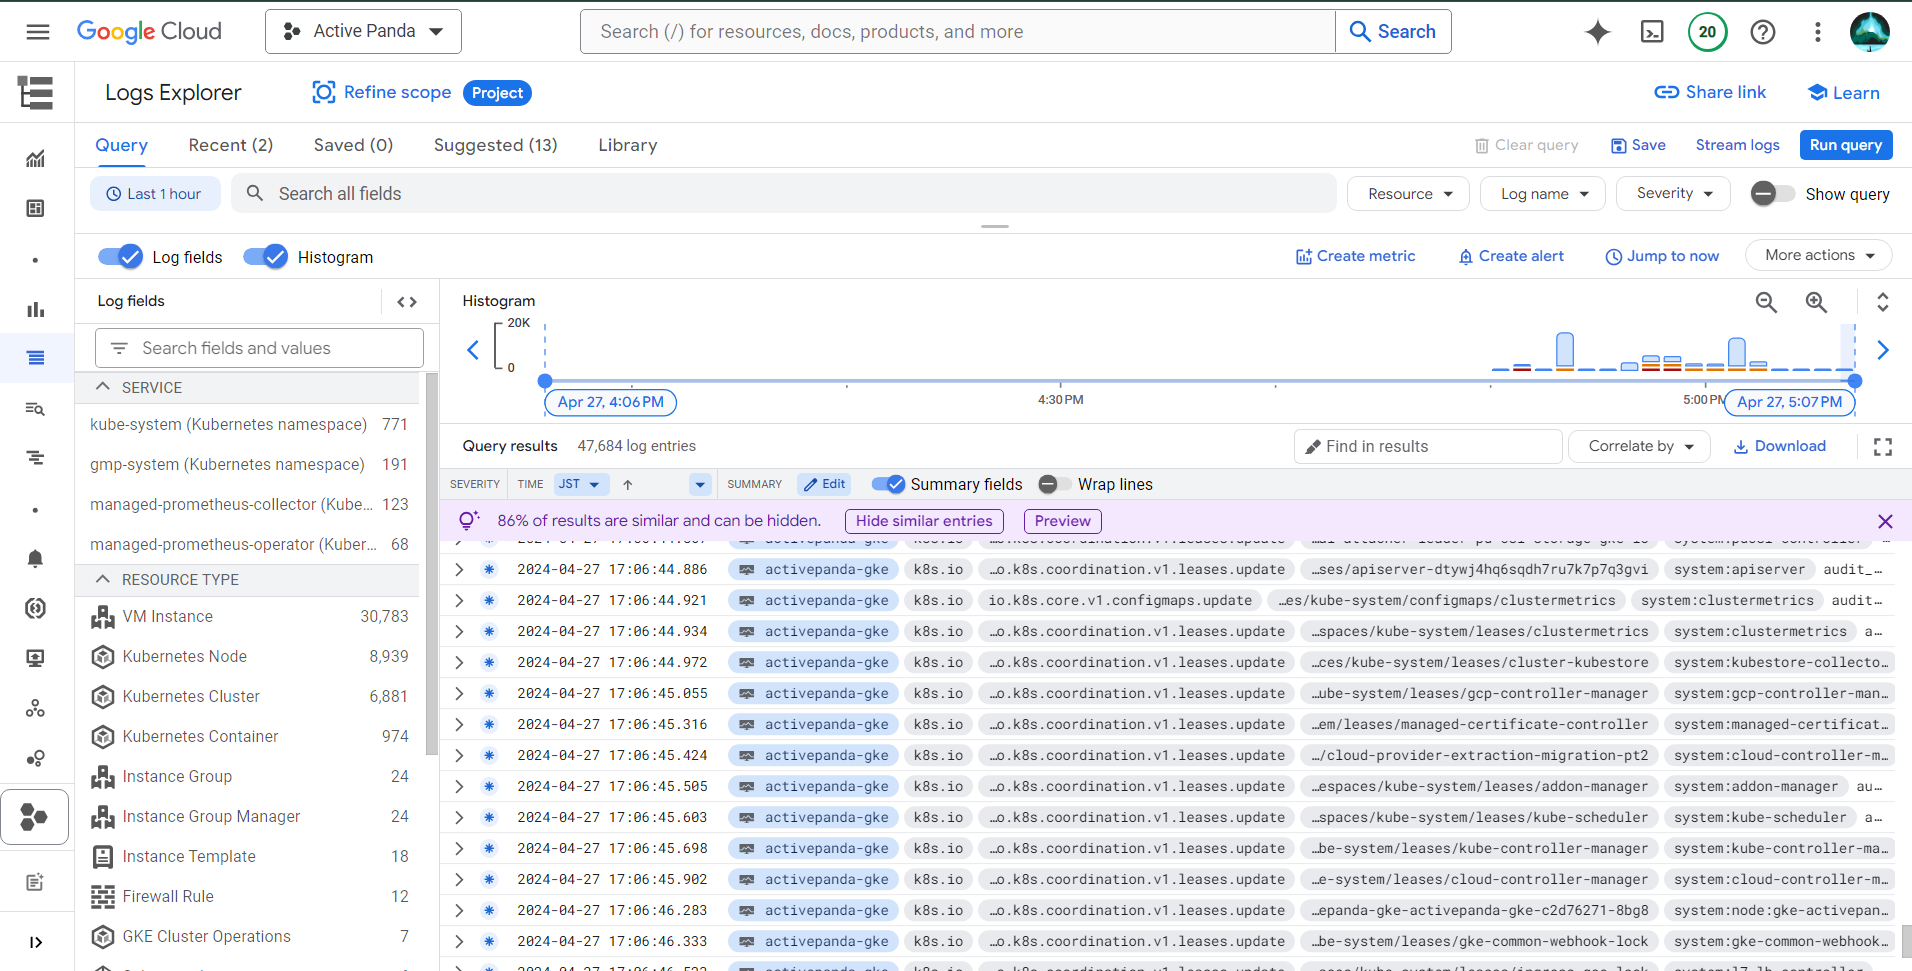 Google Cloud
Active Panda
Search (/) for resources, docs, products, and more
Search
20
Logs Explorer
Refine scope
Project
Share link
Learn
Query
Recent (2)
Saved (0)
Suggested (13)
Library
Clear query
Save
Stream logs
Run query
Last 1 hour
Search all fields
Resource
Log name
Severity
Show query
Log fields
Histogram
Create metric
Create alert
Jump to now
More actions
Log fields
Search fields and values
SERVICE
kube-system (Kubernetes namespace) 771
gmp-system (Kubernetes namespace) 191
managed-prometheus-collector (Kube... 123
managed-prometheus-operator (Kuber... 68
RESOURCE TYPE
VM Instance 30,783
Kubernetes Node 8,939
Kubernetes Cluster 6,881
Kubernetes Container 974
Instance Group 24
Instance Group Manager 24
Instance Template 18
Firewall Rule 12
GKE Cluster Operations 7
Histogram
20K
0
Apr 27, 4:06 PM
4:30 PM
5:00 PM
Apr 27, 5:07 PM
Query results 47,684 log entries
Find in results
Correlate by
Download
SEVERITY TIME JST SUMMARY Edit Summary fields Wrap lines
86% of results are similar and can be hidden. Hide similar entries Preview
2024-04-27 17:06:44.886 activepanda-gke k8s.io …o.k8s.coordination.v1.leases.update …ses/apiserver-dtywj4hq6sqdh7ru7k7p7q3gvi system:apiserver audit_…
2024-04-27 17:06:44.921 activepanda-gke k8s.io io.k8s.core.v1.configmaps.update …es/kube-system/configmaps/clustermetrics system:clustermetrics audit…
2024-04-27 17:06:44.934 activepanda-gke k8s.io …o.k8s.coordination.v1.leases.update …spaces/kube-system/leases/clustermetrics system:clustermetrics a…
2024-04-27 17:06:44.972 activepanda-gke k8s.io …o.k8s.coordination.v1.leases.update …ces/kube-system/leases/cluster-kubestore system:kubestore-collecto…
2024-04-27 17:06:45.055 activepanda-gke k8s.io …o.k8s.coordination.v1.leases.update …ube-system/leases/gcp-controller-manager system:gcp-controller-man…
2024-04-27 17:06:45.316 activepanda-gke k8s.io …o.k8s.coordination.v1.leases.update …em/leases/managed-certificate-controller system:managed-certificat…
2024-04-27 17:06:45.424 activepanda-gke k8s.io …o.k8s.coordination.v1.leases.update …/cloud-provider-extraction-migration-pt2 system:cloud-controller-m…
2024-04-27 17:06:45.505 activepanda-gke k8s.io …o.k8s.coordination.v1.leases.update …espaces/kube-system/leases/addon-manager system:addon-manager au…
2024-04-27 17:06:45.603 activepanda-gke k8s.io …o.k8s.coordination.v1.leases.update …spaces/kube-system/leases/kube-scheduler system:kube-scheduler a…
2024-04-27 17:06:45.698 activepanda-gke k8s.io …o.k8s.coordination.v1.leases.update …be-system/leases/kube-controller-manager system:kube-controller-ma…
2024-04-27 17:06:45.902 activepanda-gke k8s.io …o.k8s.coordination.v1.leases.update …e-system/leases/cloud-controller-manager system:cloud-controller-m…
2024-04-27 17:06:46.283 activepanda-gke k8s.io …o.k8s.coordination.v1.leases.update …epanda-gke-activepanda-gke-c2d76271-8bg8 system:node:gke-activepan…
2024-04-27 17:06:46.333 activepanda-gke k8s.io …o.k8s.coordination.v1.leases.update …be-system/leases/gke-common-webhook-lock system:gke-common-webhook…